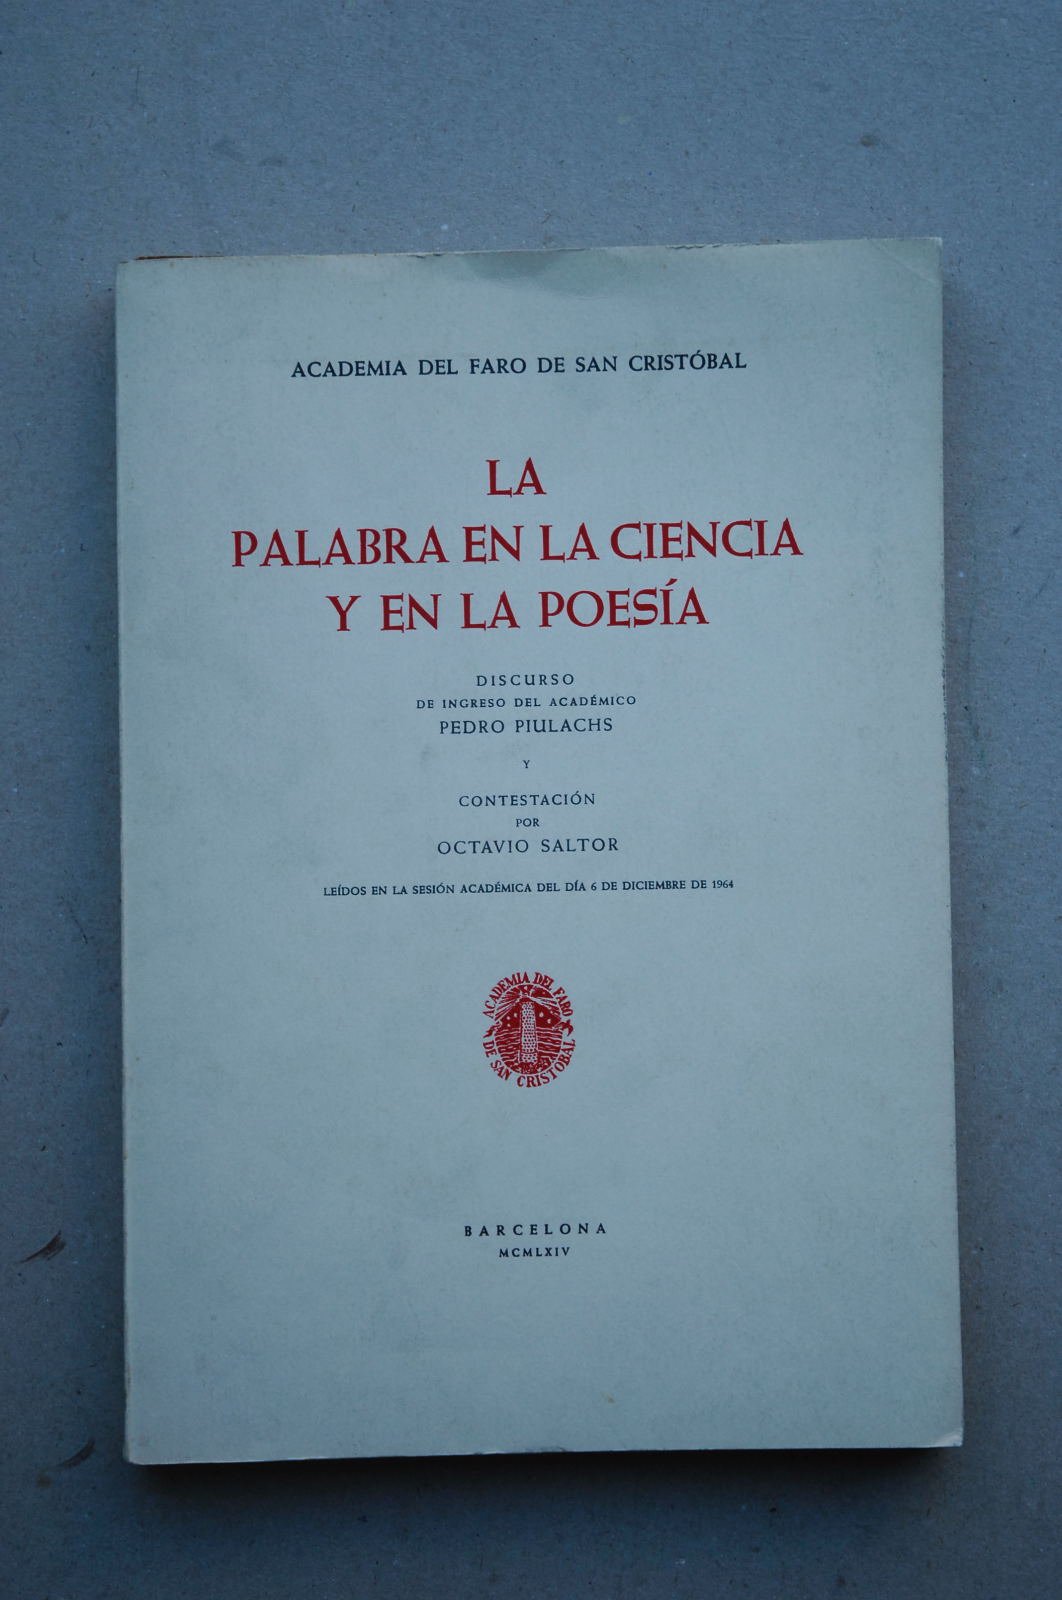 ACADEMIA DEL FARO DE SAN CRISTÓBAL
LA
PALABRA EN LA CIENCIA
Y EN LA POESÍA
DISCURSO
DE INGRESO DEL ACADÉMICO
PEDRO PIULACHS
Y
CONTESTACIÓN
POR
OCTAVIO SALTOR
LEÍDOS EN LA SESIÓN ACADÉMICA DEL DÍA 6 DE DICIEMBRE DE 1964
ACADEMIA DEL FARO
DE SAN CRISTOBAL
BARCELONA
MCMLXIV